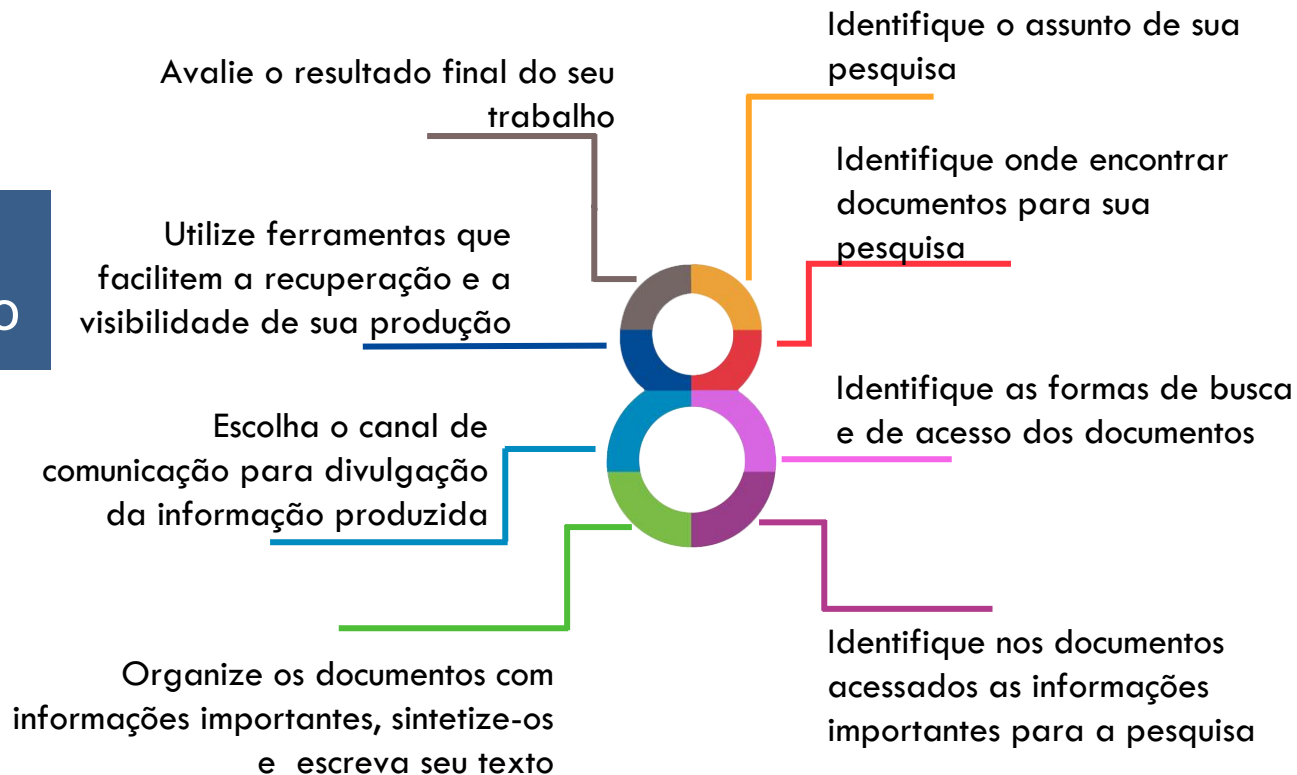 Identifique o assunto de sua
pesquisa
Identifique onde encontrar
documentos para sua
pesquisa
Identifique as formas de busca
e de acesso dos documentos
Identifique nos documentos
acessados as informações
importantes para a pesquisa
Organize os documentos com
informações importantes, sintetize-os
e escreva seu texto
Escolha o canal de
comunicação para divulgação
da informação produzida
Utilize ferramentas que
facilitem a recuperação e a
visibilidade de sua produção
Avalie o resultado final do seu
trabalho
o